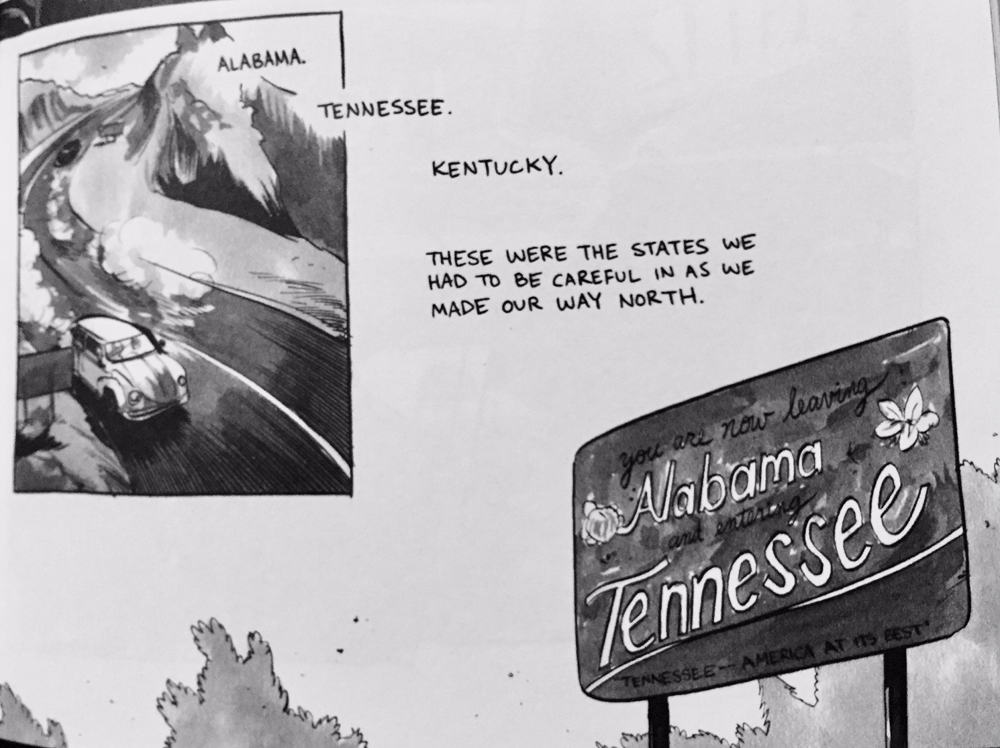 ALABAMA.
TENNESSEE.
KENTUCKY.
THESE WERE THE STATES WE
HAD TO BE CAREFUL IN AS WE
MADE OUR WAY NORTH.
you are now leaving
Alabama
and entering
Tennessee
"TENNESSEE -- AMERICA AT ITS BEST"